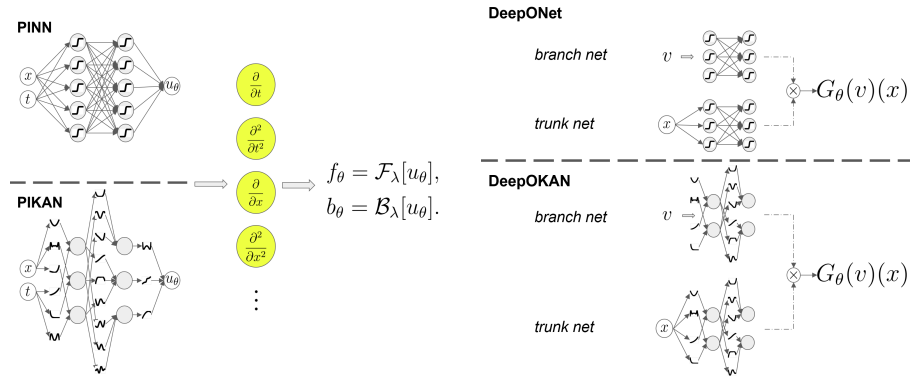 PINN
x
t
u_θ
PIKAN
x
t
u_θ
∂/∂t
∂²/∂t²
∂/∂x
∂²/∂x²
⋮
f_θ = ℱ_λ[u_θ],
b_θ = ℬ_λ[u_θ].
DeepONet
branch net v
trunk net x
⊗ G_θ(v)(x)
DeepOKAN
branch net v
trunk net x
⊗ G_θ(v)(x)